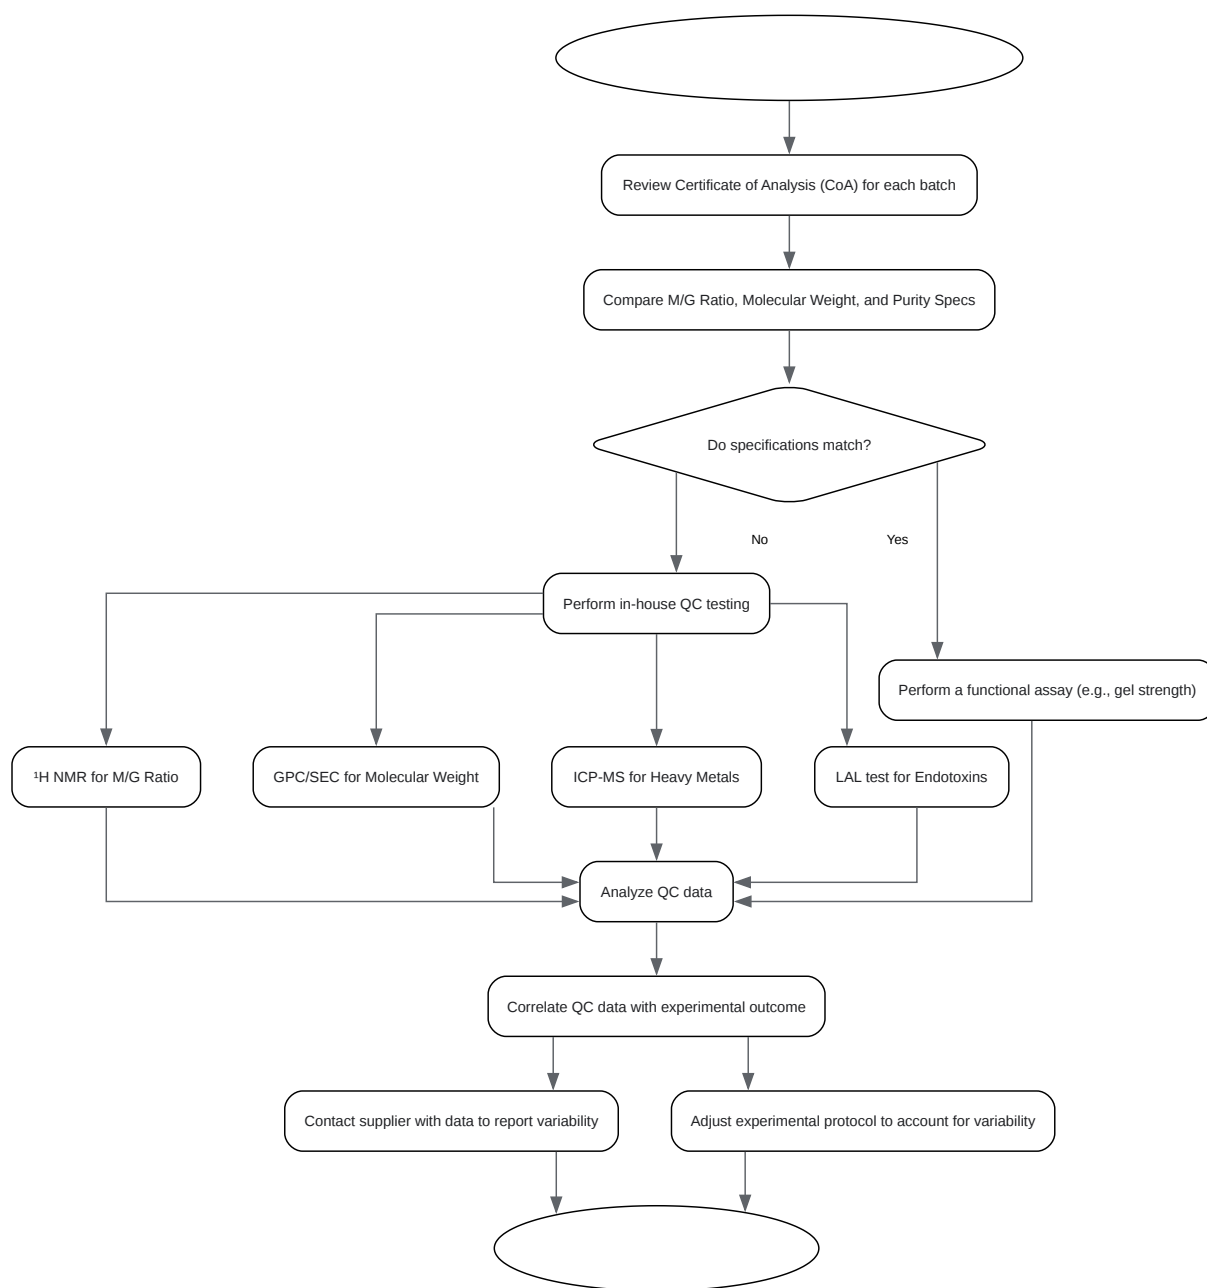 Review Certificate of Analysis (CoA) for each batch
Compare M/G Ratio, Molecular Weight, and Purity Specs
Do specifications match?
No
Yes
Perform in-house QC testing
Perform a functional assay (e.g., gel strength)
¹H NMR for M/G Ratio
GPC/SEC for Molecular Weight
ICP-MS for Heavy Metals
LAL test for Endotoxins
Analyze QC data
Correlate QC data with experimental outcome
Contact supplier with data to report variability
Adjust experimental protocol to account for variability